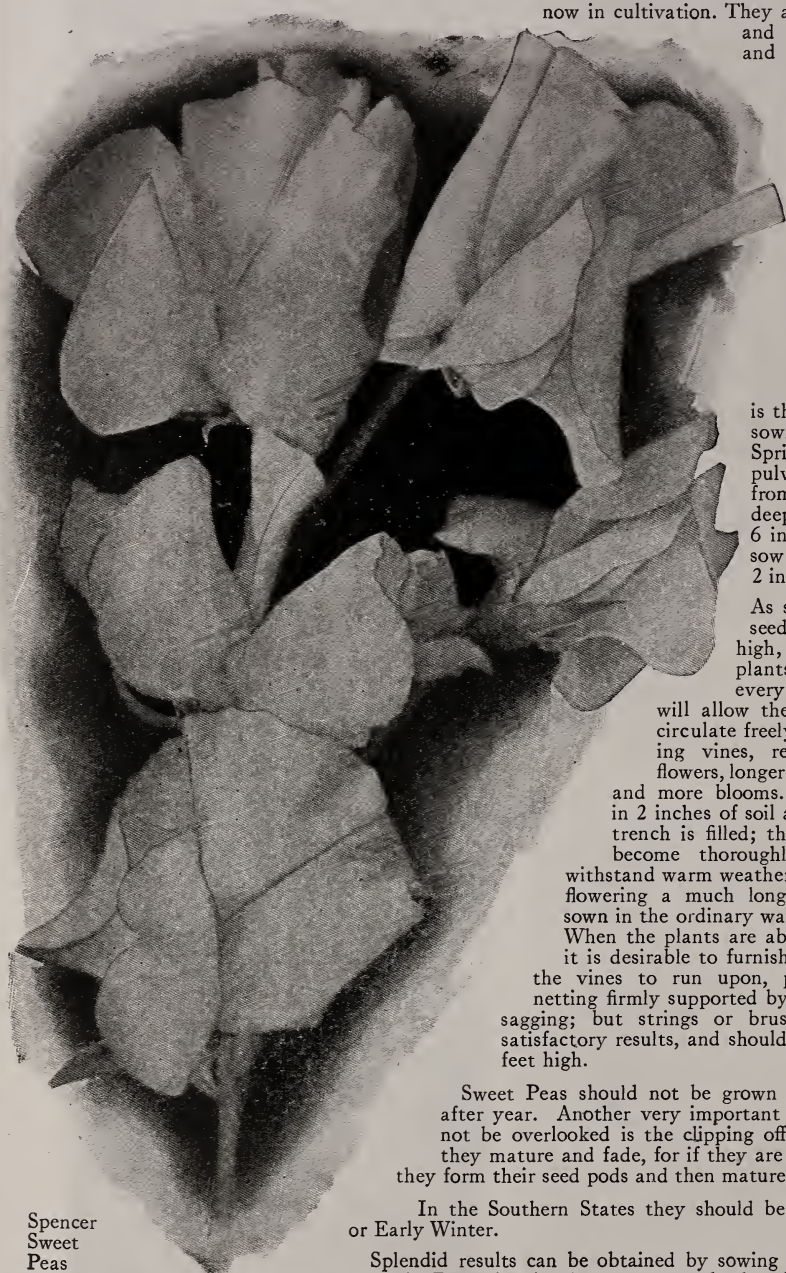 now in cultivation. They a
and
and
is th
sow
Spri
pulv
from
deep
6 in
sow
2 in
As s
seed
high,
plants
every
will allow the
circulate freely
ing vines, re
flowers, longer
and more blooms.
in 2 inches of soil a
trench is filled; th
become thoroughl
withstand warm weather
flowering a much long
sown in the ordinary wa
When the plants are ab
it is desirable to furnish
the vines to run upon, p
netting firmly supported by
sagging; but strings or brus
satisfactory results, and should
feet high.
Sweet Peas should not be grown
after year. Another very important
not be overlooked is the clipping off
they mature and fade, for if they are
they form their seed pods and then mature
In the Southern States they should be
or Early Winter.
Splendid results can be obtained by sowing
Spencer
Sweet
Peas